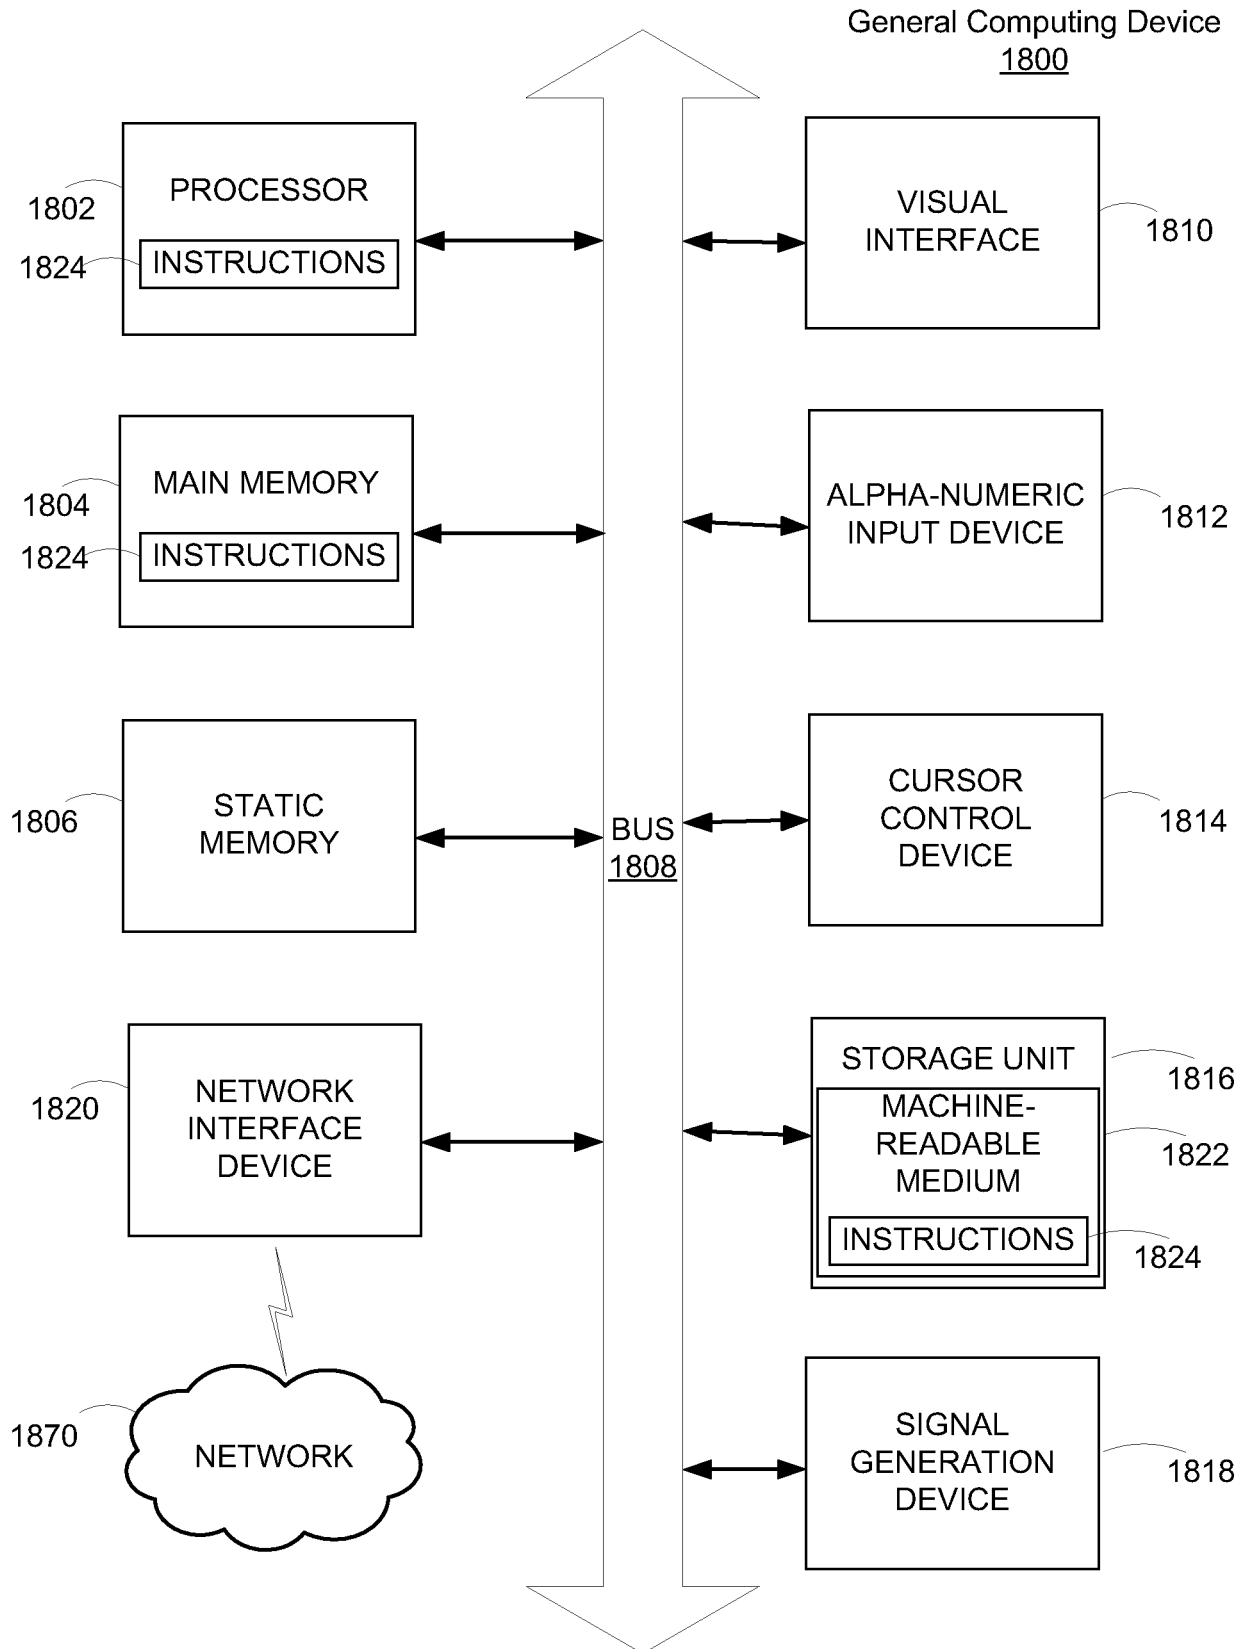 General Computing Device
1800
PROCESSOR
1802
INSTRUCTIONS
1824
VISUAL
INTERFACE
1810
MAIN MEMORY
1804
INSTRUCTIONS
1824
ALPHA-NUMERIC
INPUT DEVICE
1812
STATIC
MEMORY
1806
BUS
1808
CURSOR
CONTROL
DEVICE
1814
NETWORK
INTERFACE
DEVICE
1820
STORAGE UNIT
1816
MACHINE-
READABLE
MEDIUM
1822
INSTRUCTIONS
1824
NETWORK
1870
SIGNAL
GENERATION
DEVICE
1818